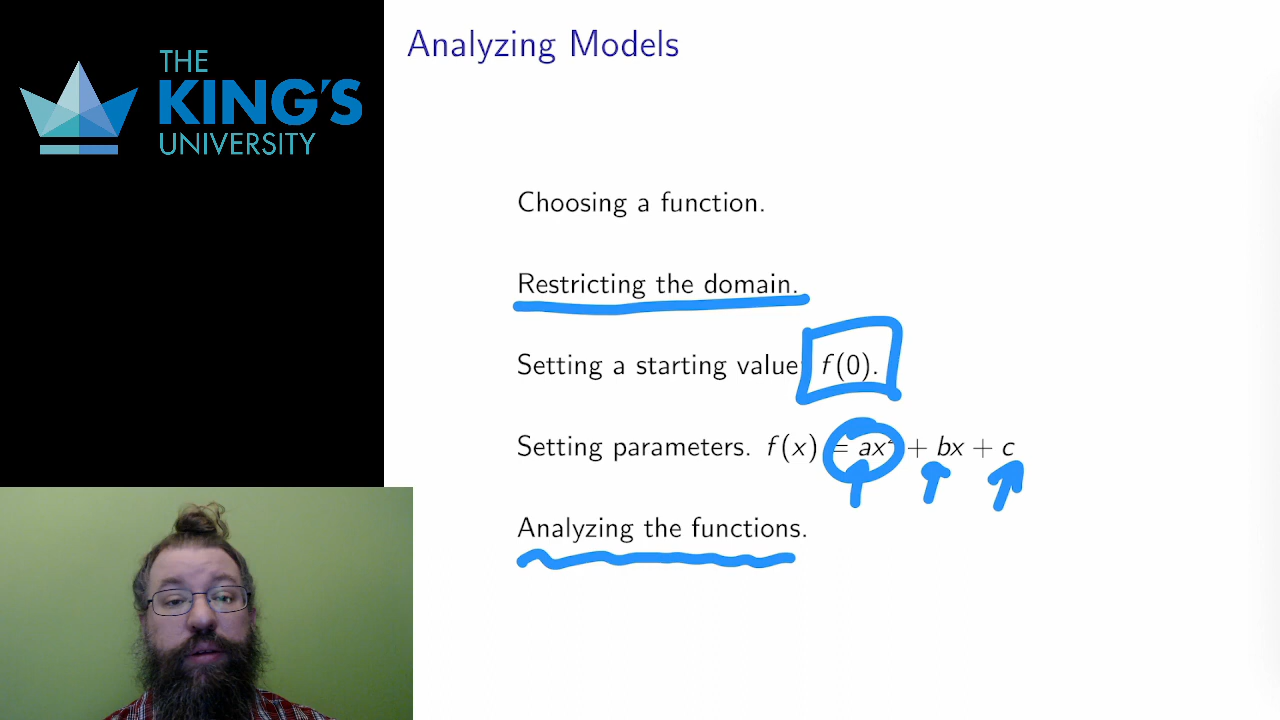 THE
KING'S
UNIVERSITY
Analyzing Models
Choosing a function.
Restricting the domain.
Setting a starting value: f(0).
Setting parameters. f(x) = ax² + bx + c
Analyzing the functions.